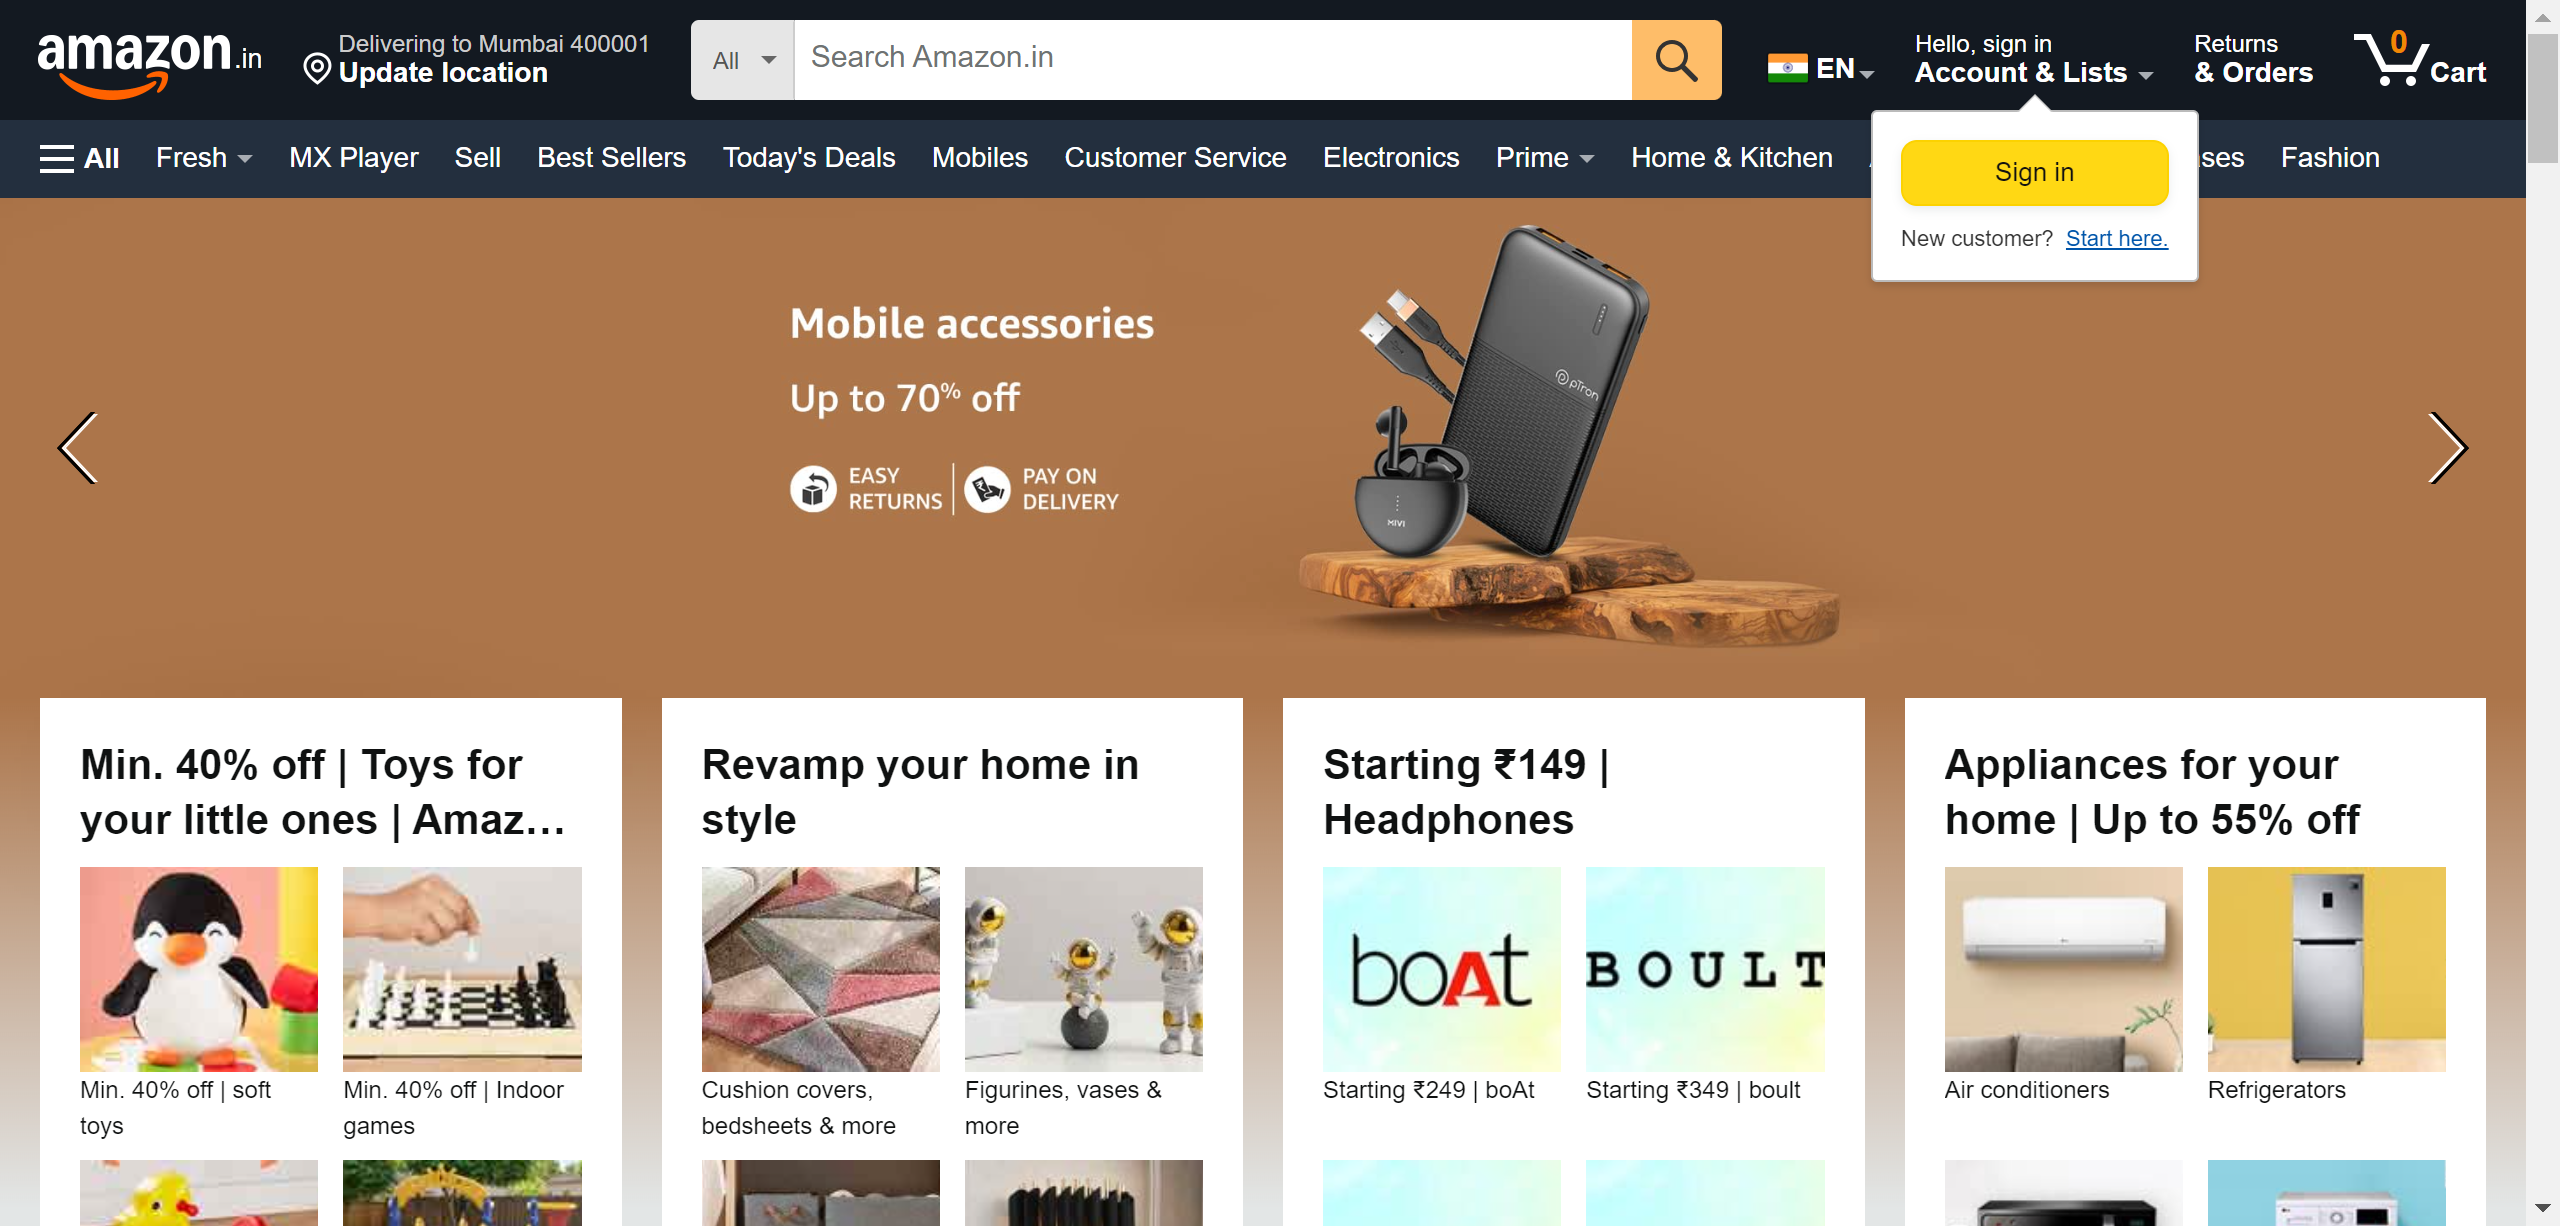 amazon.in
Delivering to Mumbai 400001
Update location
All
Search Amazon.in
EN
Hello, sign in
Account & Lists
Returns
& Orders
0
Cart
All
Fresh
MX Player
Sell
Best Sellers
Today's Deals
Mobiles
Customer Service
Electronics
Prime
Home & Kitchen
Fashion
Sign in
New customer? Start here.
Mobile accessories
Up to 70% off
EASY
RETURNS
PAY ON
DELIVERY
pTron
MIVI
Min. 40% off | Toys for
your little ones | Amaz…
Revamp your home in
style
Starting ₹149 |
Headphones
Appliances for your
home | Up to 55% off
boAt
BOULT
Min. 40% off | soft
toys
Min. 40% off | Indoor
games
Cushion covers,
bedsheets & more
Figurines, vases &
more
Starting ₹249 | boAt
Starting ₹349 | boult
Air conditioners
Refrigerators